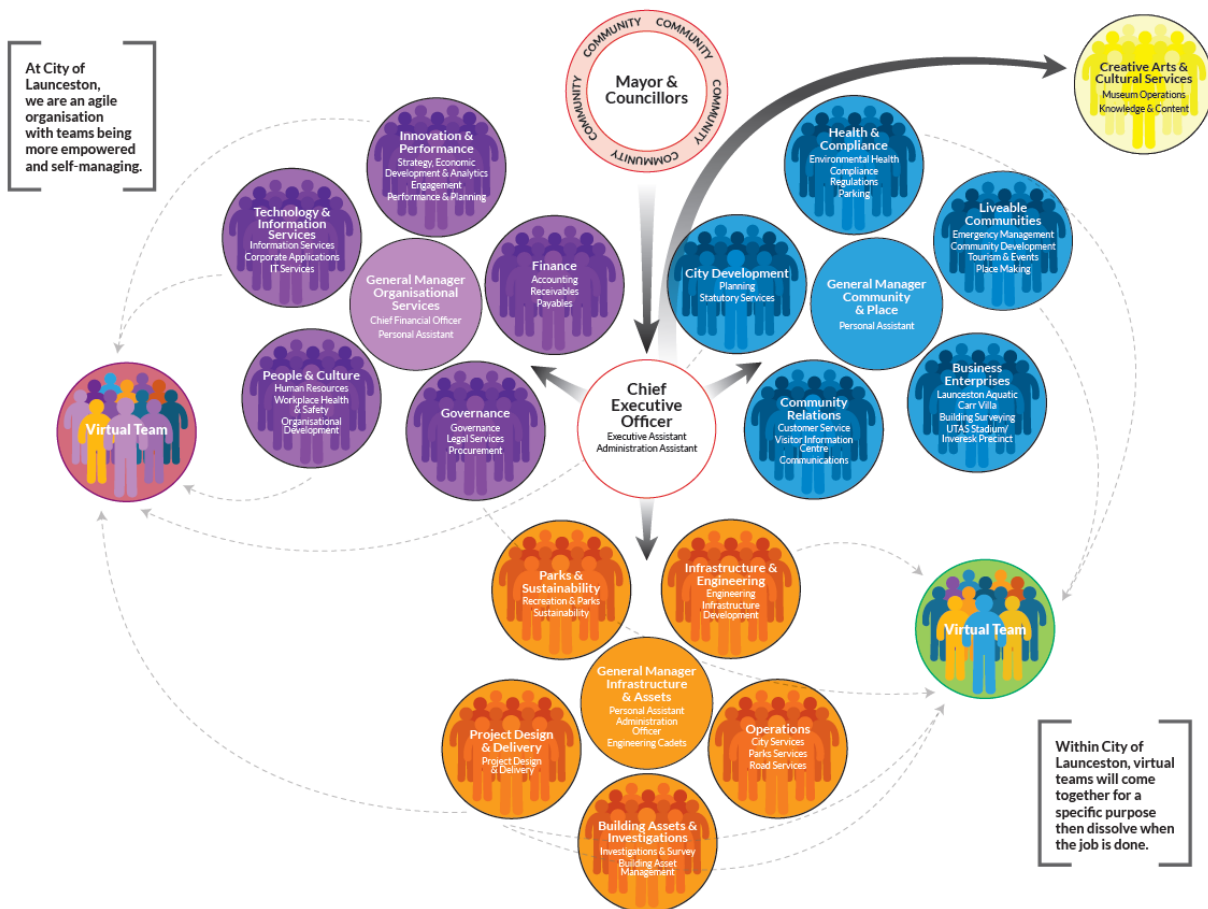 At City of
Launceston,
we are an agile
organisation
with teams being
more empowered
and self-managing.
COMMUNITY COMMUNITY COMMUNITY COMMUNITY COMMUNITY COMMUNITY COMMUNITY
Mayor &
Councillors
Creative Arts &
Cultural Services
Museum Operations
Knowledge & Content
Innovation &
Performance
Strategy, Economic
Development & Analytics
Engagement
Performance & Planning
Technology &
Information
Services
Information Services
Corporate Applications
IT Services
General Manager
Organisational
Services
Chief Financial Officer
Personal Assistant
Finance
Accounting
Receivables
Payables
People & Culture
Human Resources
Workplace Health
& Safety
Organisational
Development
Governance
Governance
Legal Services
Procurement
Virtual Team
Health &
Compliance
Environmental Health
Compliance
Regulations
Parking
Liveable
Communities
Emergency Management
Community Development
Tourism & Events
Place Making
City Development
Planning
Statutory Services
General Manager
Community
& Place
Personal Assistant
Business
Enterprises
Launceston Aquatic
Carr Villa
Building Surveying
UTAS Stadium/
Inveresk Precinct
Community
Relations
Customer Service
Visitor Information
Centre
Communications
Chief
Executive
Officer
Executive Assistant
Administration Assistant
Parks &
Sustainability
Recreation & Parks
Sustainability
Infrastructure &
Engineering
Engineering
Infrastructure
Development
General Manager
Infrastructure
& Assets
Personal Assistant
Administration
Officer
Engineering Cadets
Project Design
& Delivery
Project Design
& Delivery
Operations
City Services
Parks Services
Road Services
Building Assets &
Investigations
Investigations & Survey
Building Asset
Management
Virtual Team
Within City of
Launceston, virtual
teams will come
together for a
specific purpose
then dissolve when
the job is done.